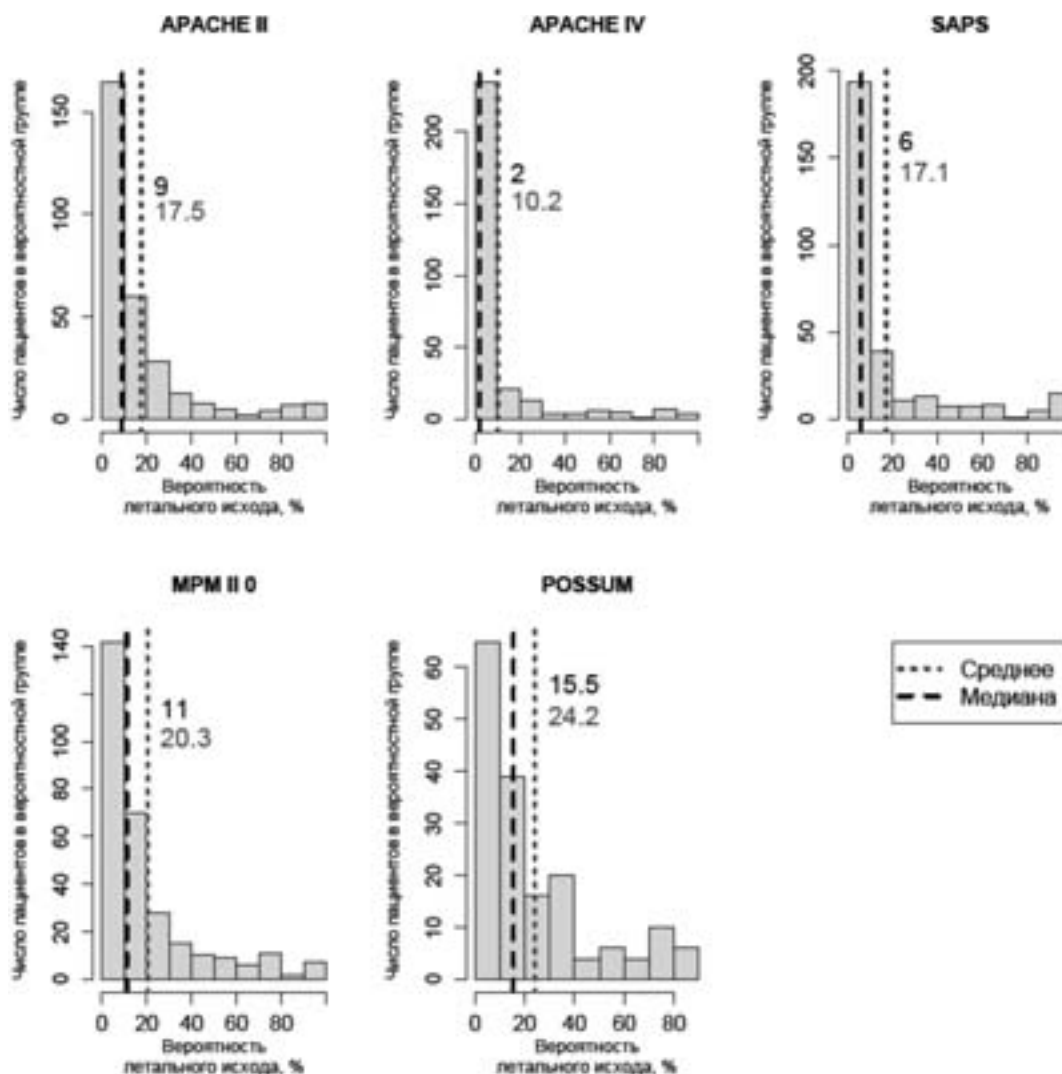 APACHE II
Число пациентов в вероятностной группе
150
100
50
0
9
17.5
0 20 40 60 80
Вероятность
летального исхода, %
APACHE IV
Число пациентов в вероятностной группе
200
150
100
50
0
2
10.2
0 20 40 60 80
Вероятность
летального исхода, %
SAPS
Число пациентов в вероятностной группе
200
150
100
50
0
6
17.1
0 20 40 60 80
Вероятность
летального исхода, %
MPM II 0
Число пациентов в вероятностной группе
140
100
80
60
40
20
0
11
20.3
0 20 40 60 80
Вероятность
летального исхода, %
POSSUM
Число пациентов в вероятностной группе
60
50
40
30
20
10
0
15.5
24.2
0 20 40 60 80
Вероятность
летального исхода, %
Среднее
Медиана